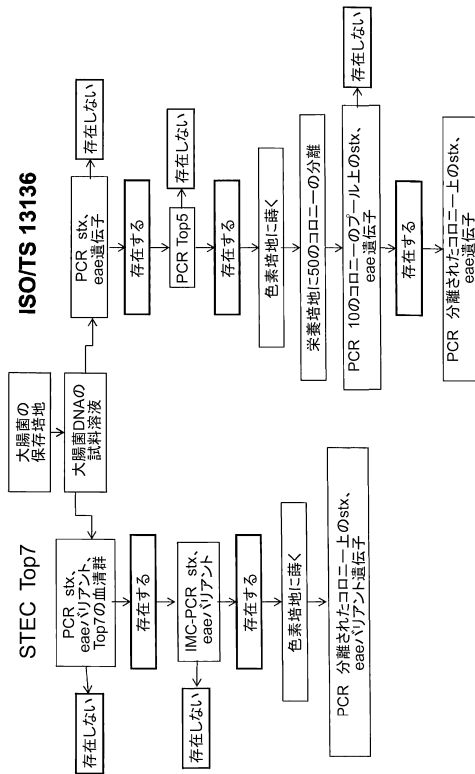 STEC Top7
ISO/TS 13136
大腸菌の
保存培地
大腸菌DNAの
試料溶液
PCR stx、
eaeバリアント、
Top7の血清群
存在しない
存在する
IMC-PCR stx、
eaeバリアント
存在しない
存在する
色素培地に蒔く
PCR 分離されたコロニー上のstx、
eaeバリアント遺伝子
PCR stx、
eae遺伝子
存在しない
存在する
PCR Top5
存在しない
存在する
色素培地に蒔く
栄養培地に50のコロニーの分離
PCR 10のコロニーのプール上のstx、
eae 遺伝子
存在しない
存在する
PCR 分離されたコロニー上のstx、
eae遺伝子